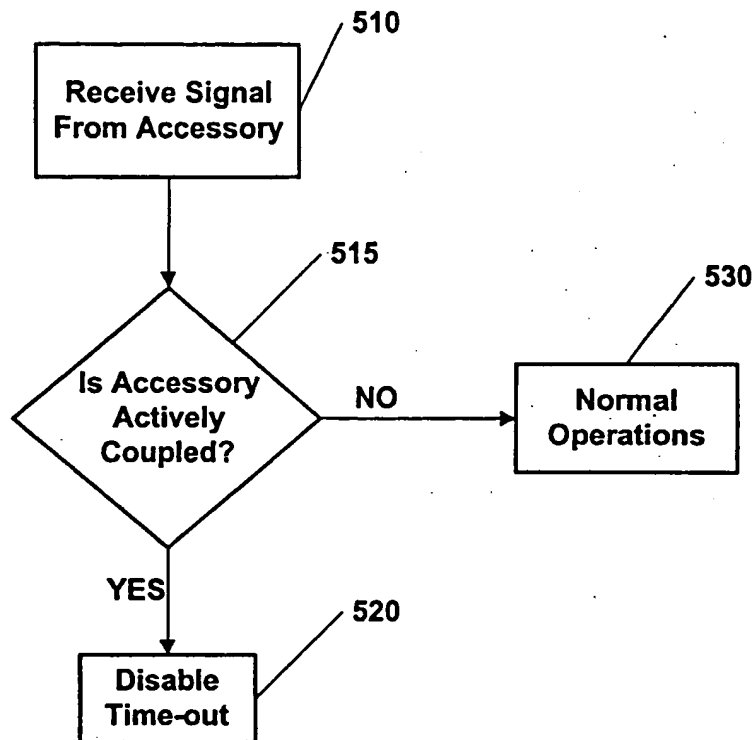 510
Receive Signal
From Accessory
515
530
Is Accessory
Actively
Coupled?
NO
Normal
Operations
YES
520
Disable
Time-out